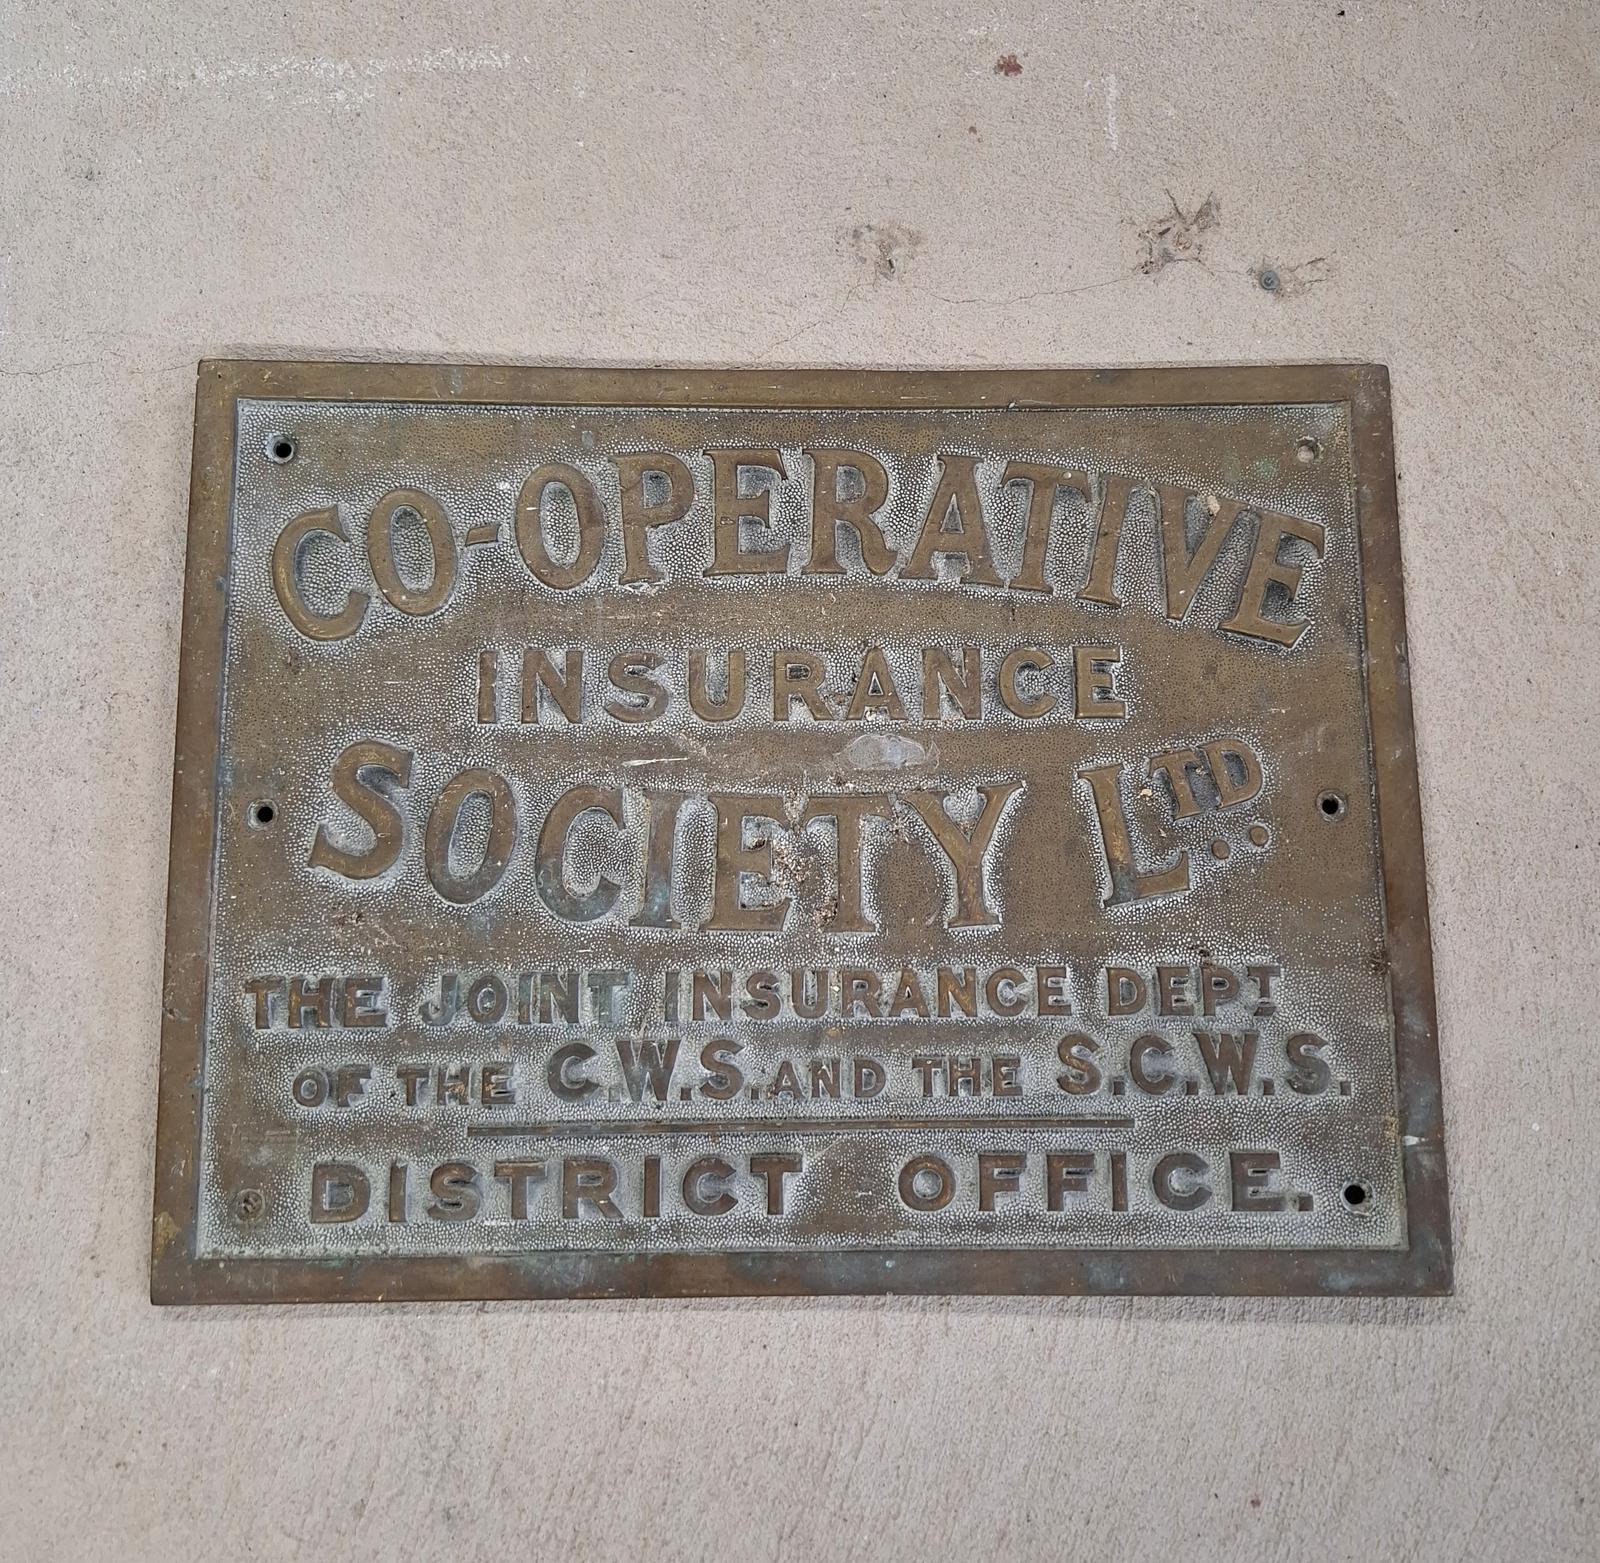 CO-OPERATIVE
INSURANCE
SOCIETY LTD.
THE JOINT INSURANCE DEPT
OF THE C.W.S. AND THE S.C.W.S.
DISTRICT OFFICE.